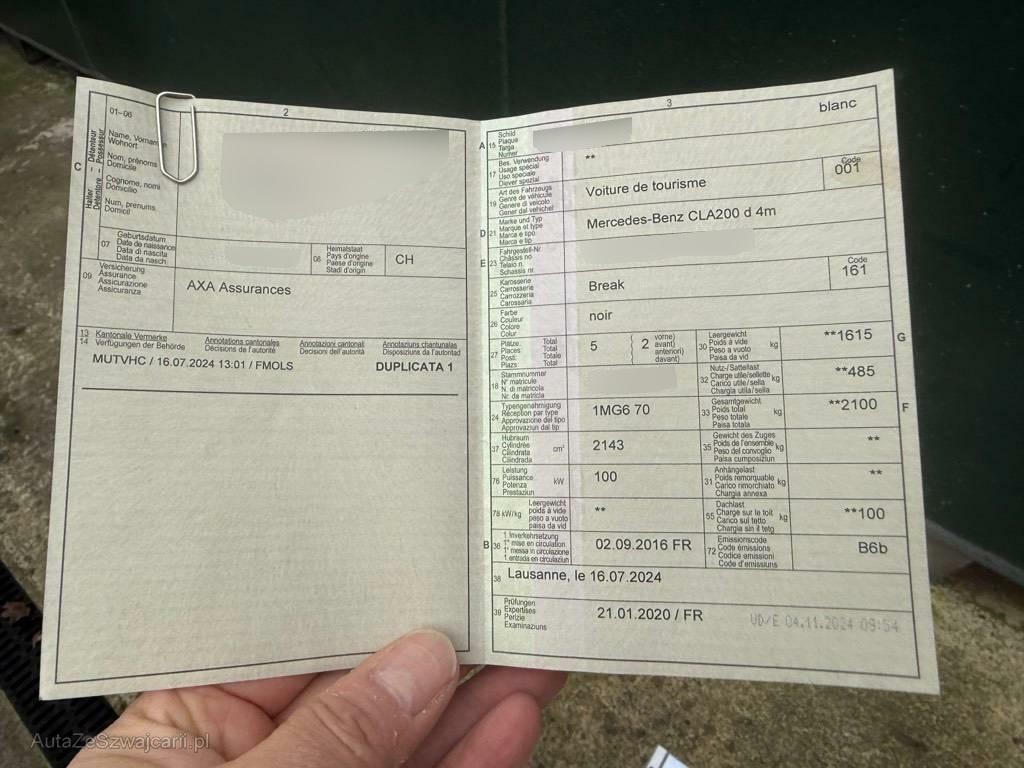 2
01–06
C
Halter – Détenteur
Detentore – Possessur
Name, Vornam
Wohnort
Nom, prénoms
Domicile
Cognome, nomi
Domicilio
Num, prenums
Domicil
07
Geburtsdatum
Date de naissance
Data di nascita
Data da nasch.
08
Heimatstaat
Pays d'origine
Paese d'origine
Stadi d'origin
CH
09
Versicherung
Assurance
Assicurazione
Assicuranza
AXA Assurances
13 Kantonale Vermerke Annotations cantonales Annotazioni cantonali Annotaziuns chantunalas
14 Verfügungen der Behörde Décisions de l'autorité Decisioni dell'autorità Disposiziuns da l'autoritad
MUTVHC / 16.07.2024 13:01 / FMOLS DUPLICATA 1
3
blanc
A 15
Schild
Plaque
Targa
Numer
17
Bes. Verwendung
Usage spécial
Uso speciale
Diever spezial
**
19
Art des Fahrzeugs
Genre de véhicule
Genere di veicolo
Gener dal vehichel
Voiture de tourisme
Code
001
D 21
Marke und Typ
Marque et type
Marca e tipo
Marca e tip
Mercedes-Benz CLA200 d 4m
E 23
Fahrgestell-Nr.
Châssis no
Telaio n.
Schassis nr.
25
Karosserie
Carrosserie
Carrozzeria
Carossaria
Break
Code
161
26
Farbe
Couleur
Colore
Colur
noir
27
Plätze Total
Places Total
Posti Totale
Plazs Total
5
2
vorne)
avant)
anteriori)
davant)
30
Leergewicht
Poids à vide
Peso a vuoto
Paisa da vid
kg
**1615
G
18
Stammnummer
N° matricule
N. di matricola
Nr. da matricla
32
Nutz-/Sattellast
Charge utile/sellette
Carico utile/sella
Chargia utila/sella
kg
**485
24
Typengenehmigung
Réception par type
Approvazione del tipo
Approvaziun dal tip
1MG6 70
33
Gesamtgewicht
Poids total
Peso totale
Paisa totala
kg
**2100
F
37
Hubraum
Cylindrée
Cilindrata
Cilindrada
cm³
2143
35
Gewicht des Zuges
Poids de l'ensemble
Peso del convoglio
Paisa cumposiziun
kg
**
76
Leistung
Puissance
Potenza
Prestaziun
kW
100
31
Anhängelast
Poids remorquable
Carico rimorchiato
Chargia annexa
kg
**
78 kW/kg
Leergewicht
poids à vide
peso a vuoto
paisa da vid
**
55
Dachlast
Charge sur le toit
Carico sul tetto
Chargia sin il tetg
kg
**100
B 36
1. Inverkehrsetzung
1re mise en circulation
1a messa in circolazione
1. entrada en circulaziun
02.09.2016 FR
72
Emissionscode
Code émissions
Codice emissioni
Code d'emissiuns
B6b
38
Lausanne, le 16.07.2024
39
Prüfungen
Expertises
Perizie
Examinaziuns
21.01.2020 / FR
VD/E 04.11.2024 09:54
AutaZeSzwajcarii.pl